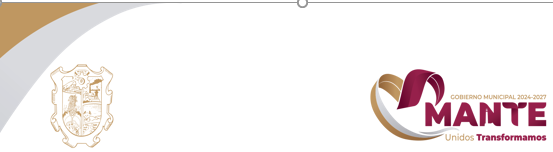 GOBIERNO MUNICIPAL 2024-2027
MANTE
Unidos Transformamos